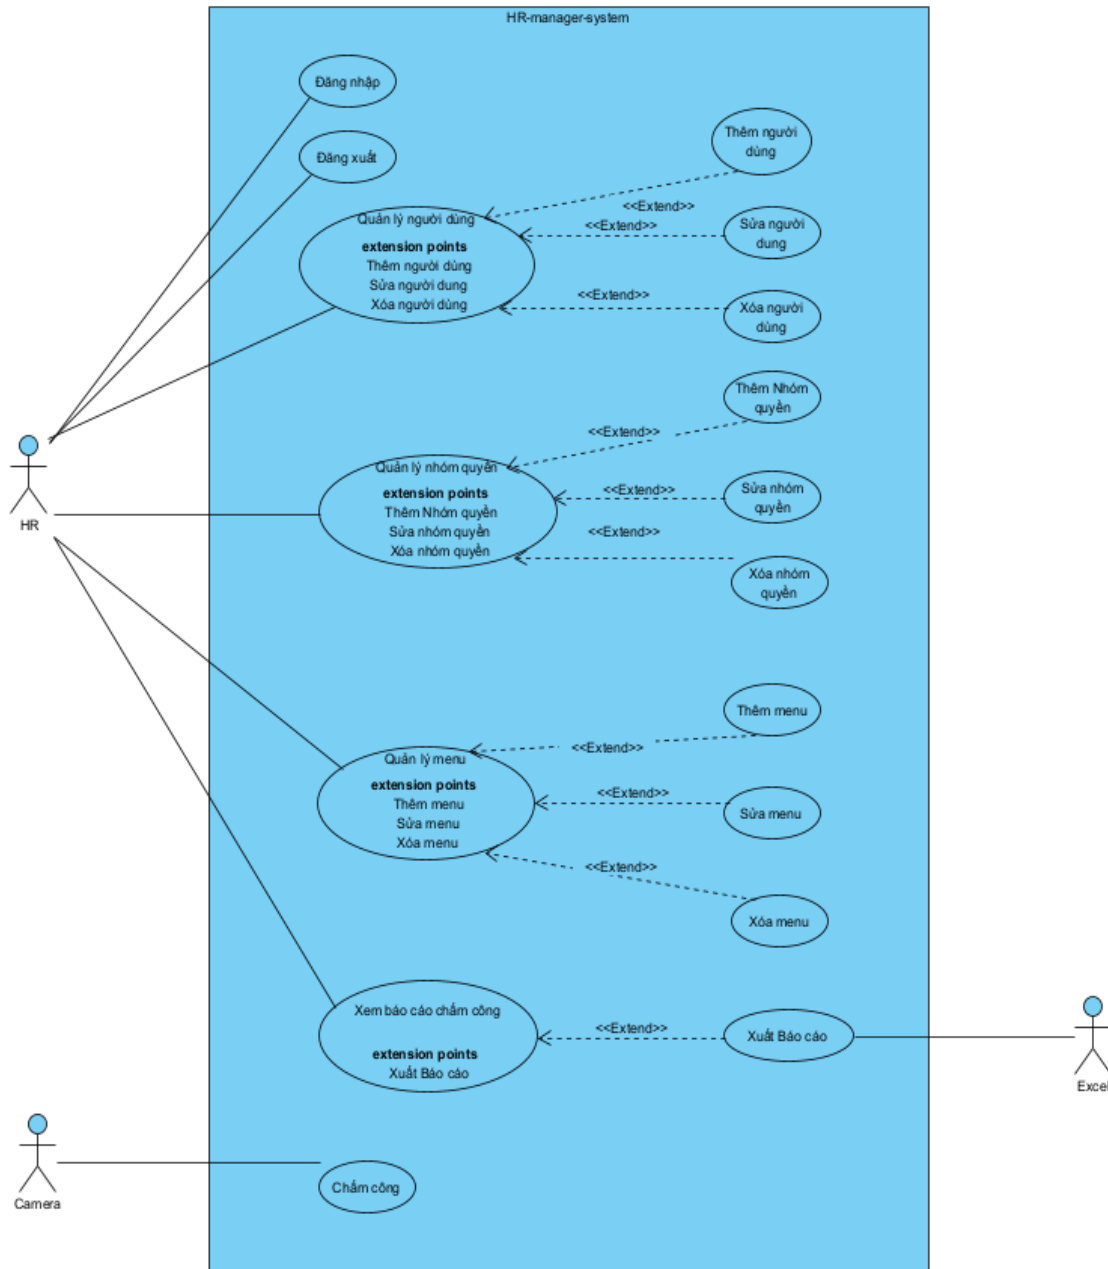 HR-manager-system
Đăng nhập
Đăng xuất
Thêm người
dùng
<<Extend>>
Quản lý người dùng
extension points
Thêm người dùng
Sửa người dung
Xóa người dùng
<<Extend>>
Sửa người
dung
<<Extend>>
Xóa người
dùng
Thêm Nhóm
quyền
<<Extend>>
HR
Quản lý nhóm quyền
extension points
Thêm Nhóm quyền
Sửa nhóm quyền
Xóa nhóm quyền
<<Extend>>
Sửa nhóm
quyền
<<Extend>>
Xóa nhóm
quyền
Thêm menu
<<Extend>>
Quản lý menu
extension points
Thêm menu
Sửa menu
Xóa menu
<<Extend>>
Sửa menu
<<Extend>>
Xóa menu
Xem báo cáo chấm công
extension points
Xuất Báo cáo
<<Extend>>
Xuất Báo cáo
Excel
Camera
Chấm công